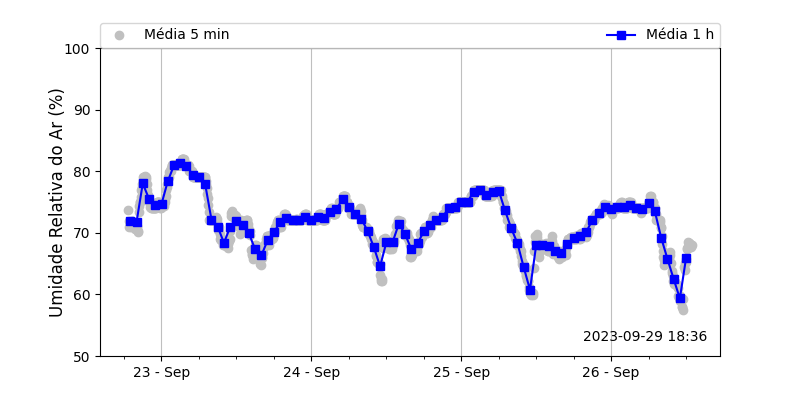 Média 5 min
Média 1 h
Umidade Relativa do Ar (%)
100
90
80
70
60
50
2023-09-29 18:36
23 - Sep
24 - Sep
25 - Sep
26 - Sep